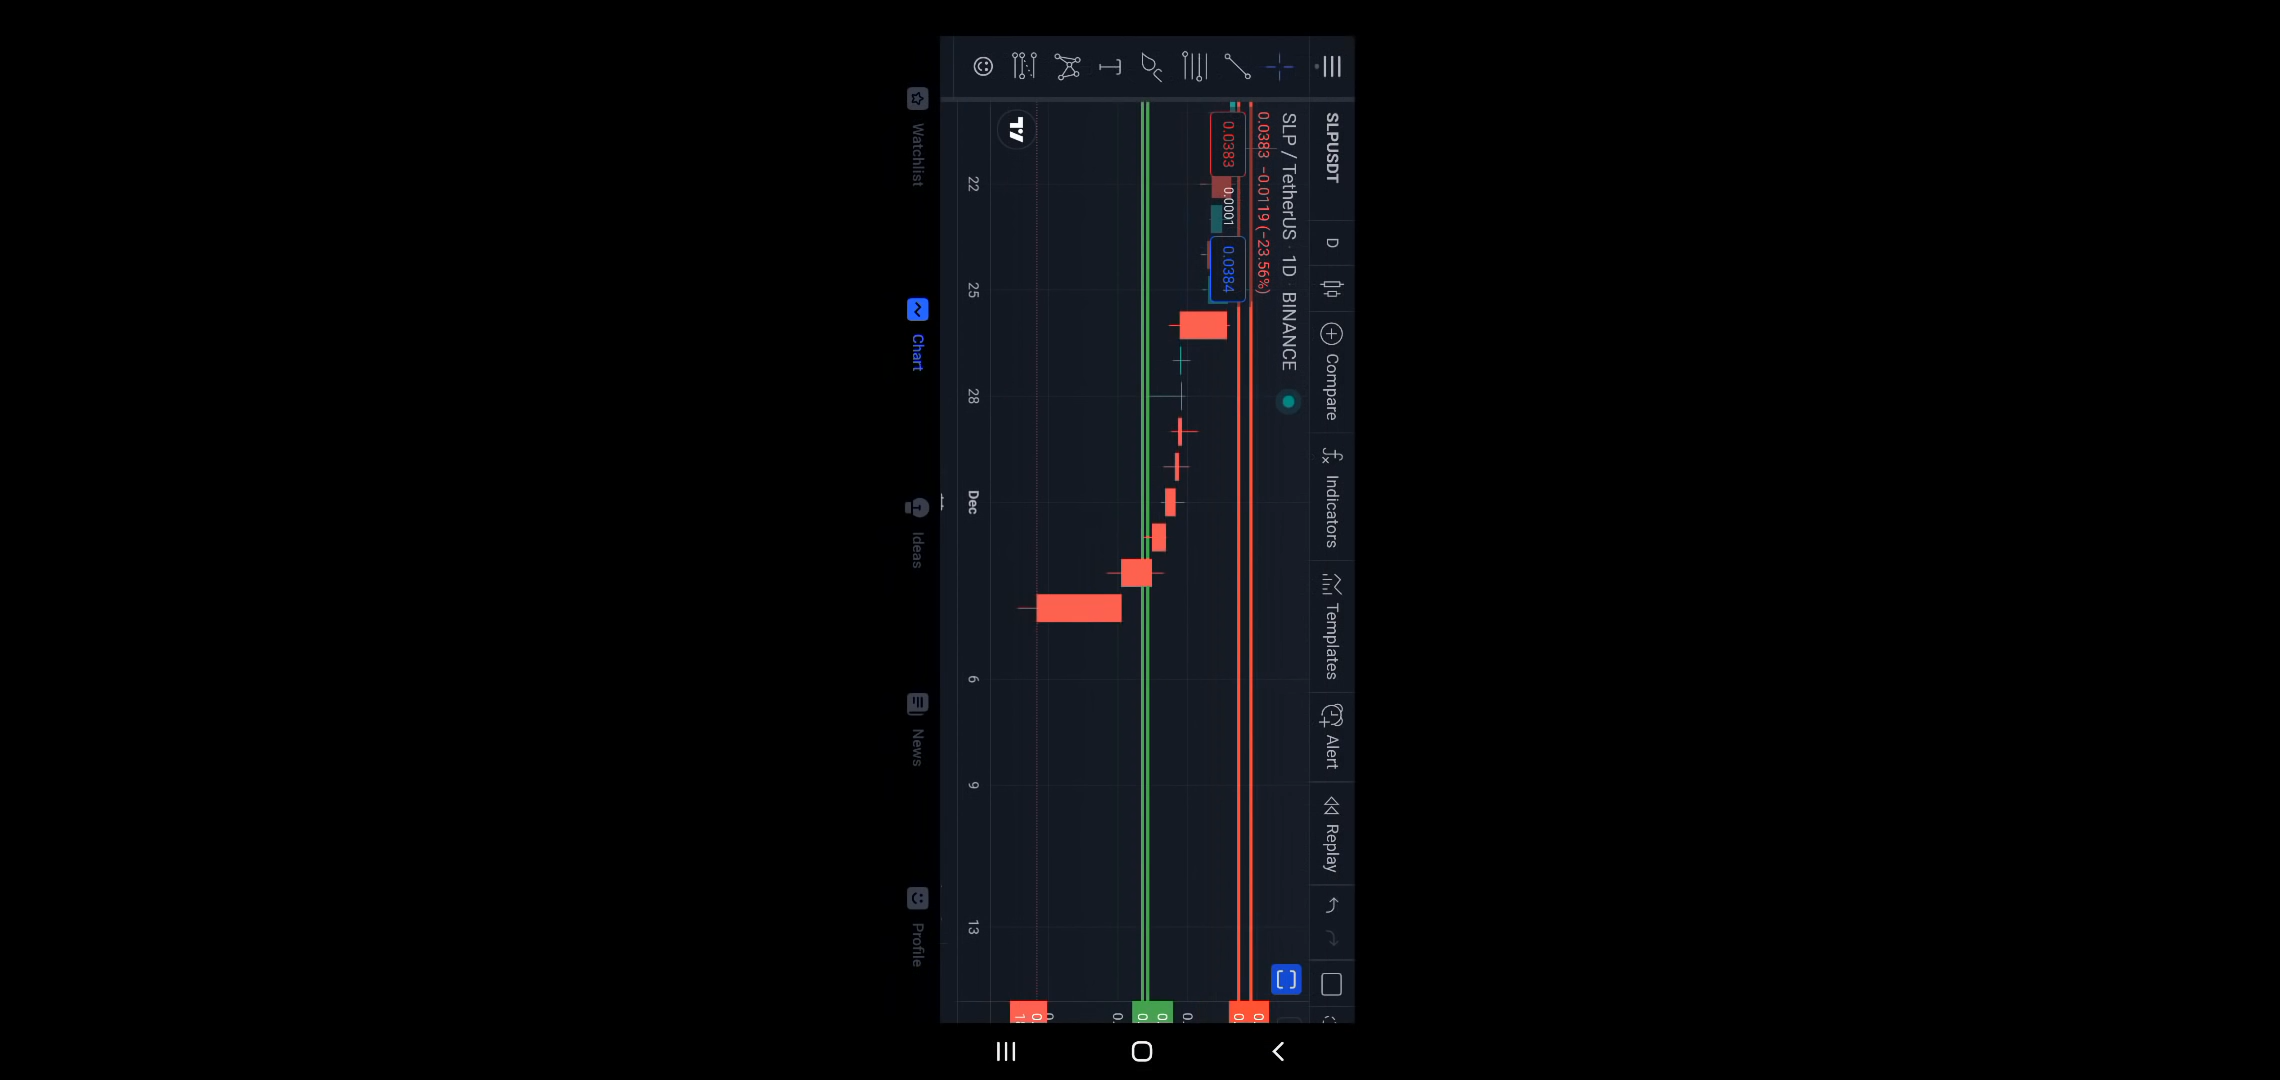 SLPUSDT
D
Compare
Indicators
Templates
Alert
Replay
SLP / TetherUS · 1D · BINANCE
0.0383 −0.0119 (−23.56%)
0.0383
0.0001
0.0384
22
25
28
Dec
6
9
13
Watchlist
Chart
Ideas
News
Profile